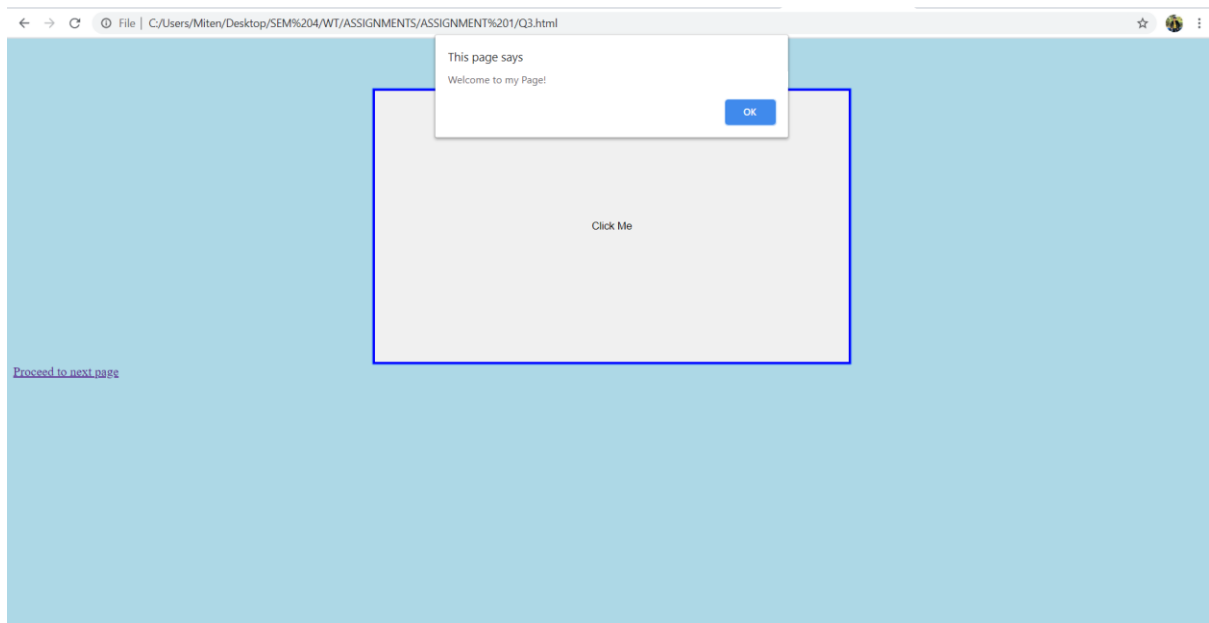 File | C:/Users/Miten/Desktop/SEM%204/WT/ASSIGNMENTS/ASSIGNMENT%201/Q3.html
This page says
Welcome to my Page!
OK
Click Me
Proceed to next page